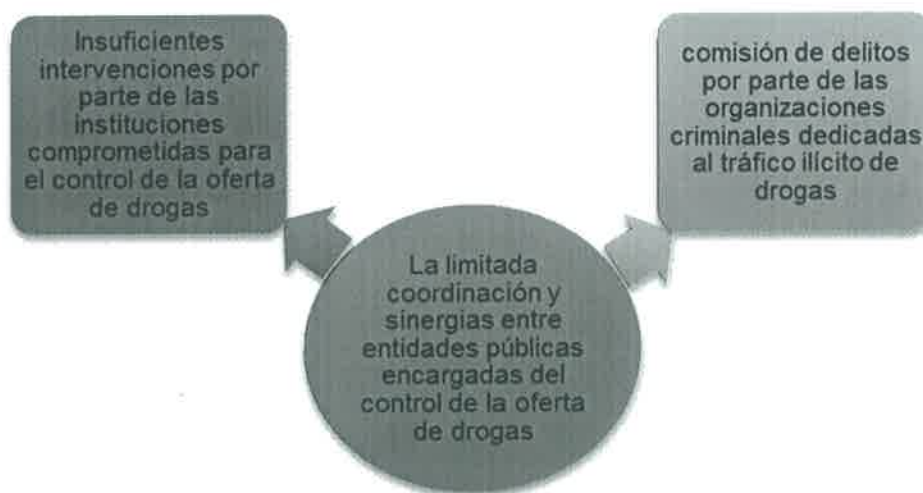 Insuficientes
intervenciones por
parte de las
instituciones
comprometidas para
el control de la oferta
de drogas
comisión de delitos
por parte de las
organizaciones
criminales dedicadas
al tráfico ilícito de
drogas
La limitada
coordinación y
sinergias entre
entidades públicas
encargadas del
control de la oferta
de drogas